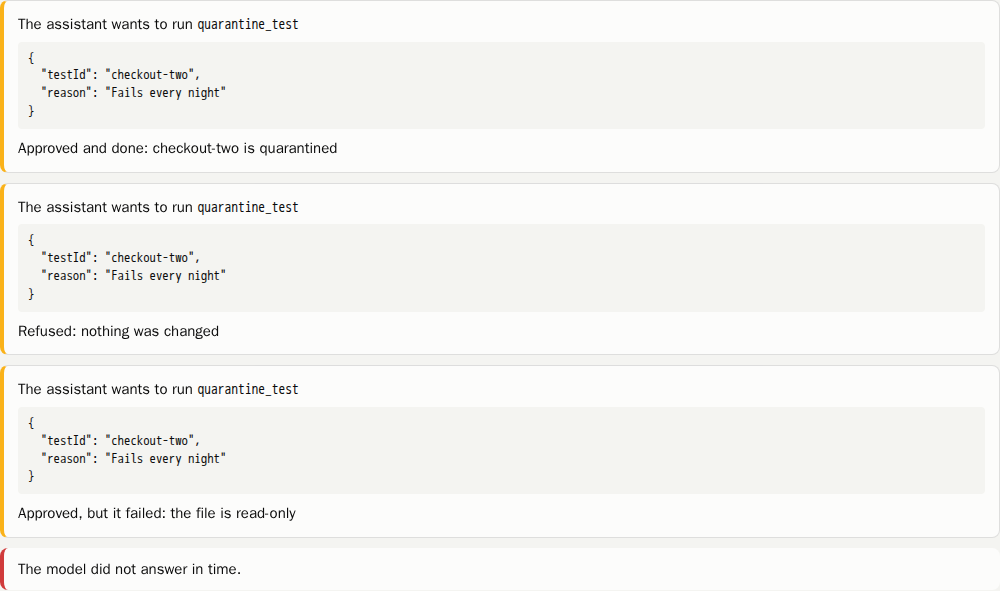 The assistant wants to run quarantine_test
{
  "testId": "checkout-two",
  "reason": "Fails every night"
}
Approved and done: checkout-two is quarantined
The assistant wants to run quarantine_test
{
  "testId": "checkout-two",
  "reason": "Fails every night"
}
Refused: nothing was changed
The assistant wants to run quarantine_test
{
  "testId": "checkout-two",
  "reason": "Fails every night"
}
Approved, but it failed: the file is read-only
The model did not answer in time.